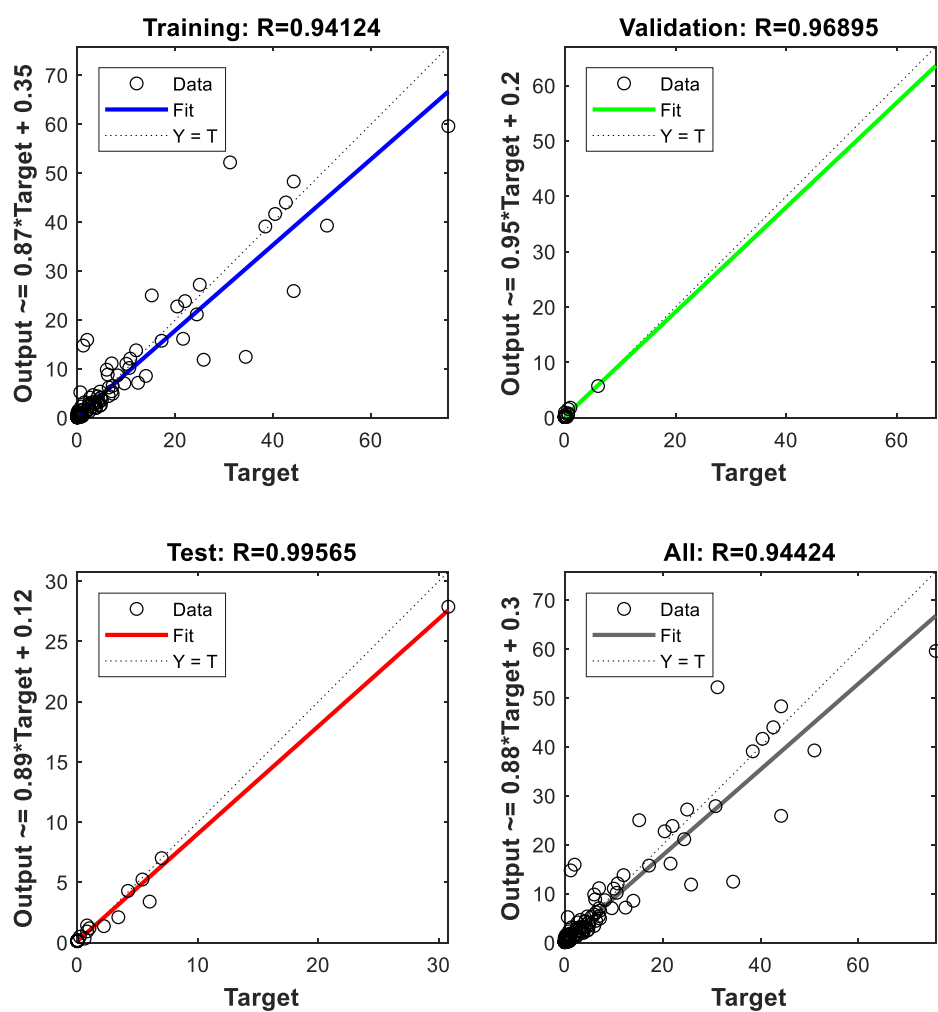 Training: R=0.94124
Output ~= 0.87*Target + 0.35
70
60
50
40
30
20
10
0
Data
Fit
Y = T
0 20 40 60
Target
Validation: R=0.96895
Output ~= 0.95*Target + 0.2
60
50
40
30
20
10
0
Data
Fit
Y = T
0 20 40 60
Target
Test: R=0.99565
Output ~= 0.89*Target + 0.12
30
25
20
15
10
5
0
Data
Fit
Y = T
0 10 20 30
Target
All: R=0.94424
Output ~= 0.88*Target + 0.3
70
60
50
40
30
20
10
0
Data
Fit
Y = T
0 20 40 60
Target